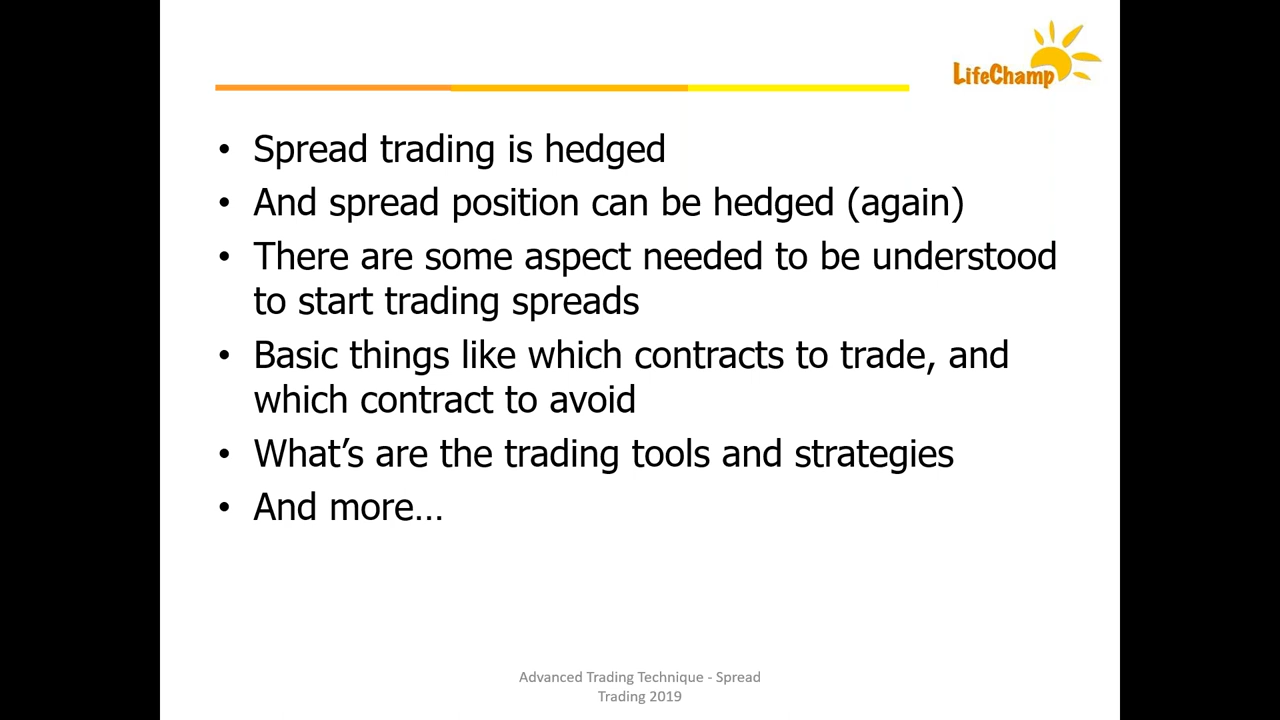 LifeChamp
• Spread trading is hedged
• And spread position can be hedged (again)
• There are some aspect needed to be understood
to start trading spreads
• Basic things like which contracts to trade, and
which contract to avoid
• What’s are the trading tools and strategies
• And more…
Advanced Trading Technique - Spread
Trading 2019